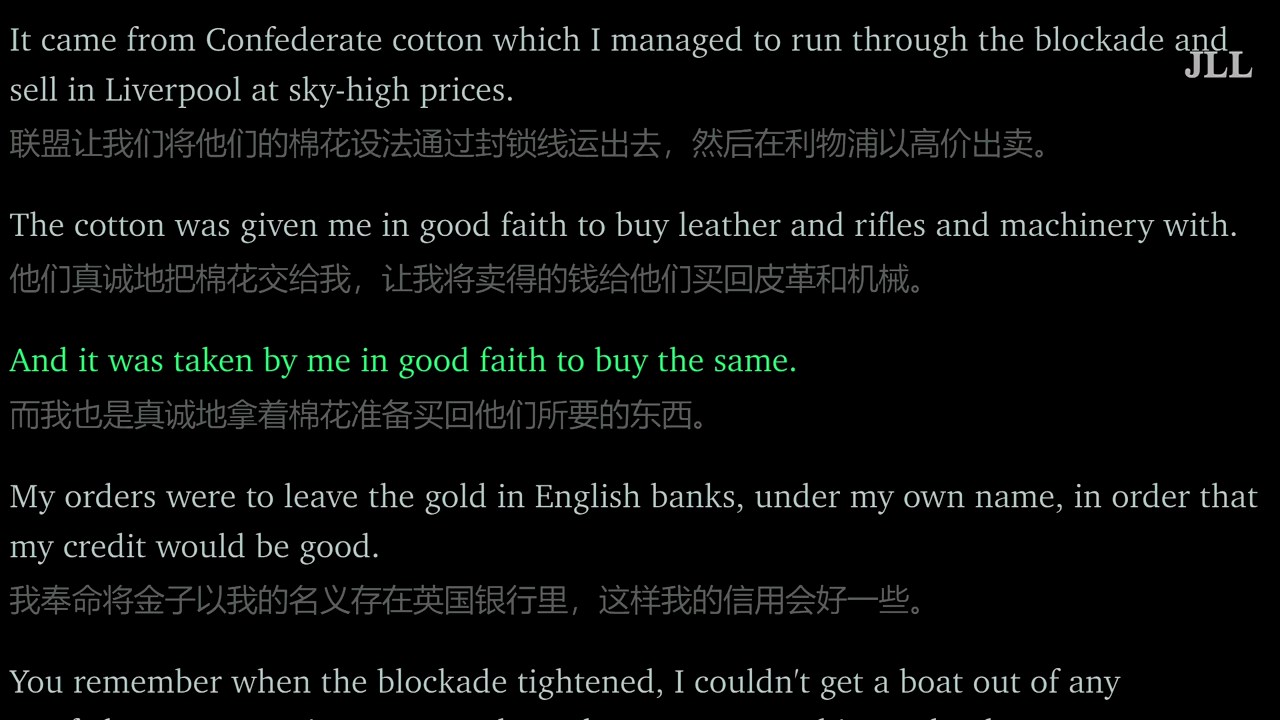 It came from Confederate cotton which I managed to run through the blockade and
JLL
sell in Liverpool at sky-high prices.
联盟让我们将他们的棉花设法通过封锁线运出去，然后在利物浦以高价出卖。
The cotton was given me in good faith to buy leather and rifles and machinery with.
他们真诚地把棉花交给我，让我将卖得的钱给他们买回皮革和机械。
And it was taken by me in good faith to buy the same.
而我也是真诚地拿着棉花准备买回他们所要的东西。
My orders were to leave the gold in English banks, under my own name, in order that
my credit would be good.
我奉命将金子以我的名义存在英国银行里，这样我的信用会好一些。
You remember when the blockade tightened, I couldn't get a boat out of any